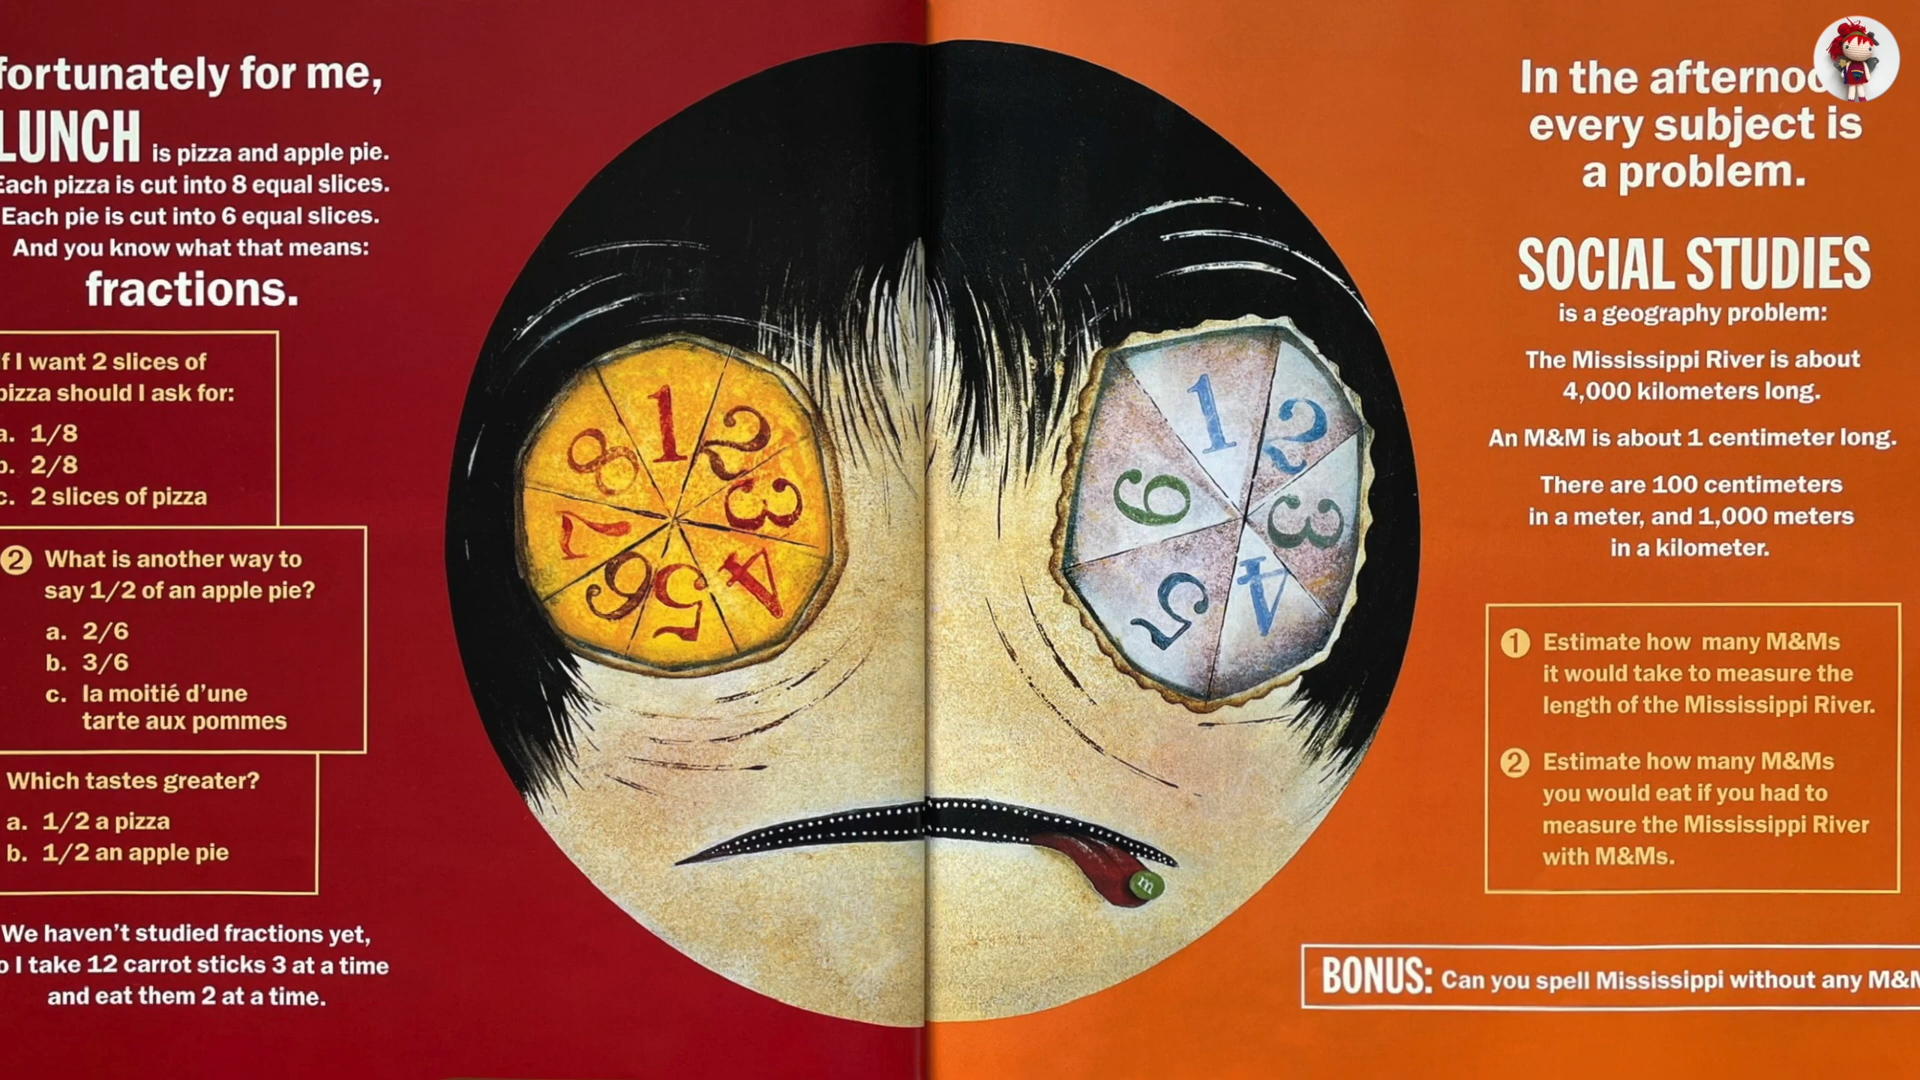 fortunately for me,
LUNCH is pizza and apple pie.
Each pizza is cut into 8 equal slices.
Each pie is cut into 6 equal slices.
And you know what that means:
fractions.
f I want 2 slices of
pizza should I ask for:
a. 1/8
b. 2/8
c. 2 slices of pizza
2 What is another way to
say 1/2 of an apple pie?
a. 2/6
b. 3/6
c. la moitié d'une
tarte aux pommes
Which tastes greater?
a. 1/2 a pizza
b. 1/2 an apple pie
We haven't studied fractions yet,
o I take 12 carrot sticks 3 at a time
and eat them 2 at a time.
1
2
3
4
5
6
7
8
1
2
3
4
5
6
m
In the afternoo
every subject is
a problem.
SOCIAL STUDIES
is a geography problem:
The Mississippi River is about
4,000 kilometers long.
An M&M is about 1 centimeter long.
There are 100 centimeters
in a meter, and 1,000 meters
in a kilometer.
1 Estimate how many M&Ms
it would take to measure the
length of the Mississippi River.
2 Estimate how many M&Ms
you would eat if you had to
measure the Mississippi River
with M&Ms.
BONUS: Can you spell Mississippi without any M&M